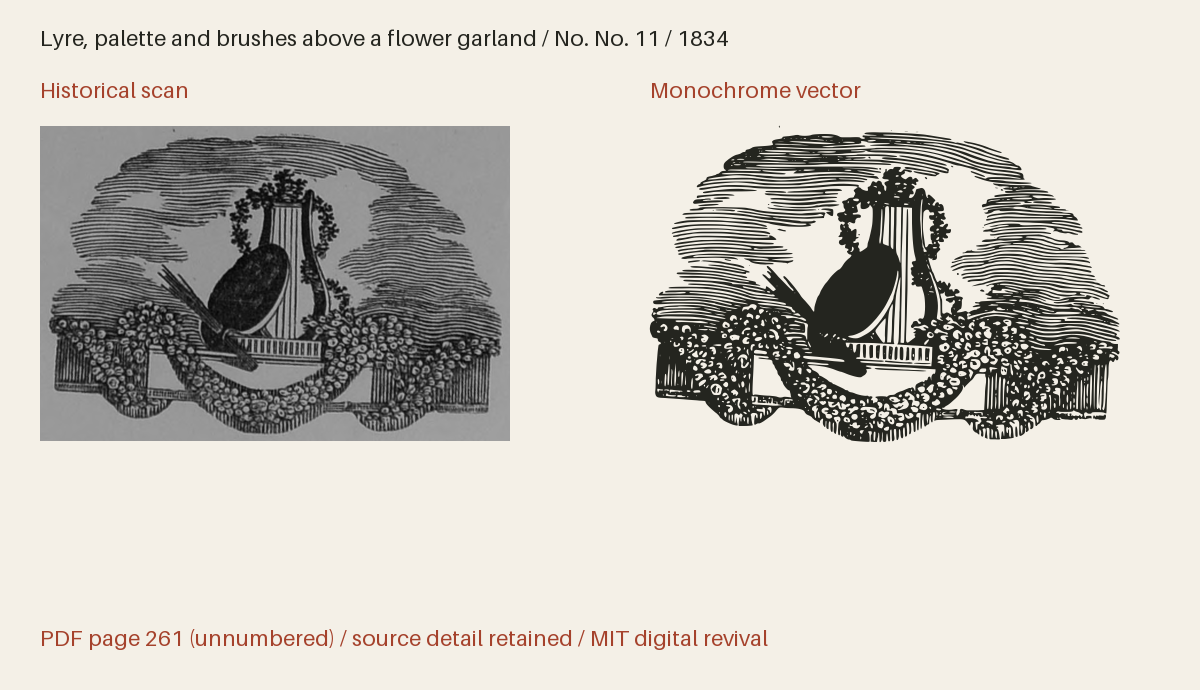 Lyre, palette and brushes above a flower garland / No. No. 11 / 1834
Historical scan
Monochrome vector
PDF page 261 (unnumbered) / source detail retained / MIT digital revival